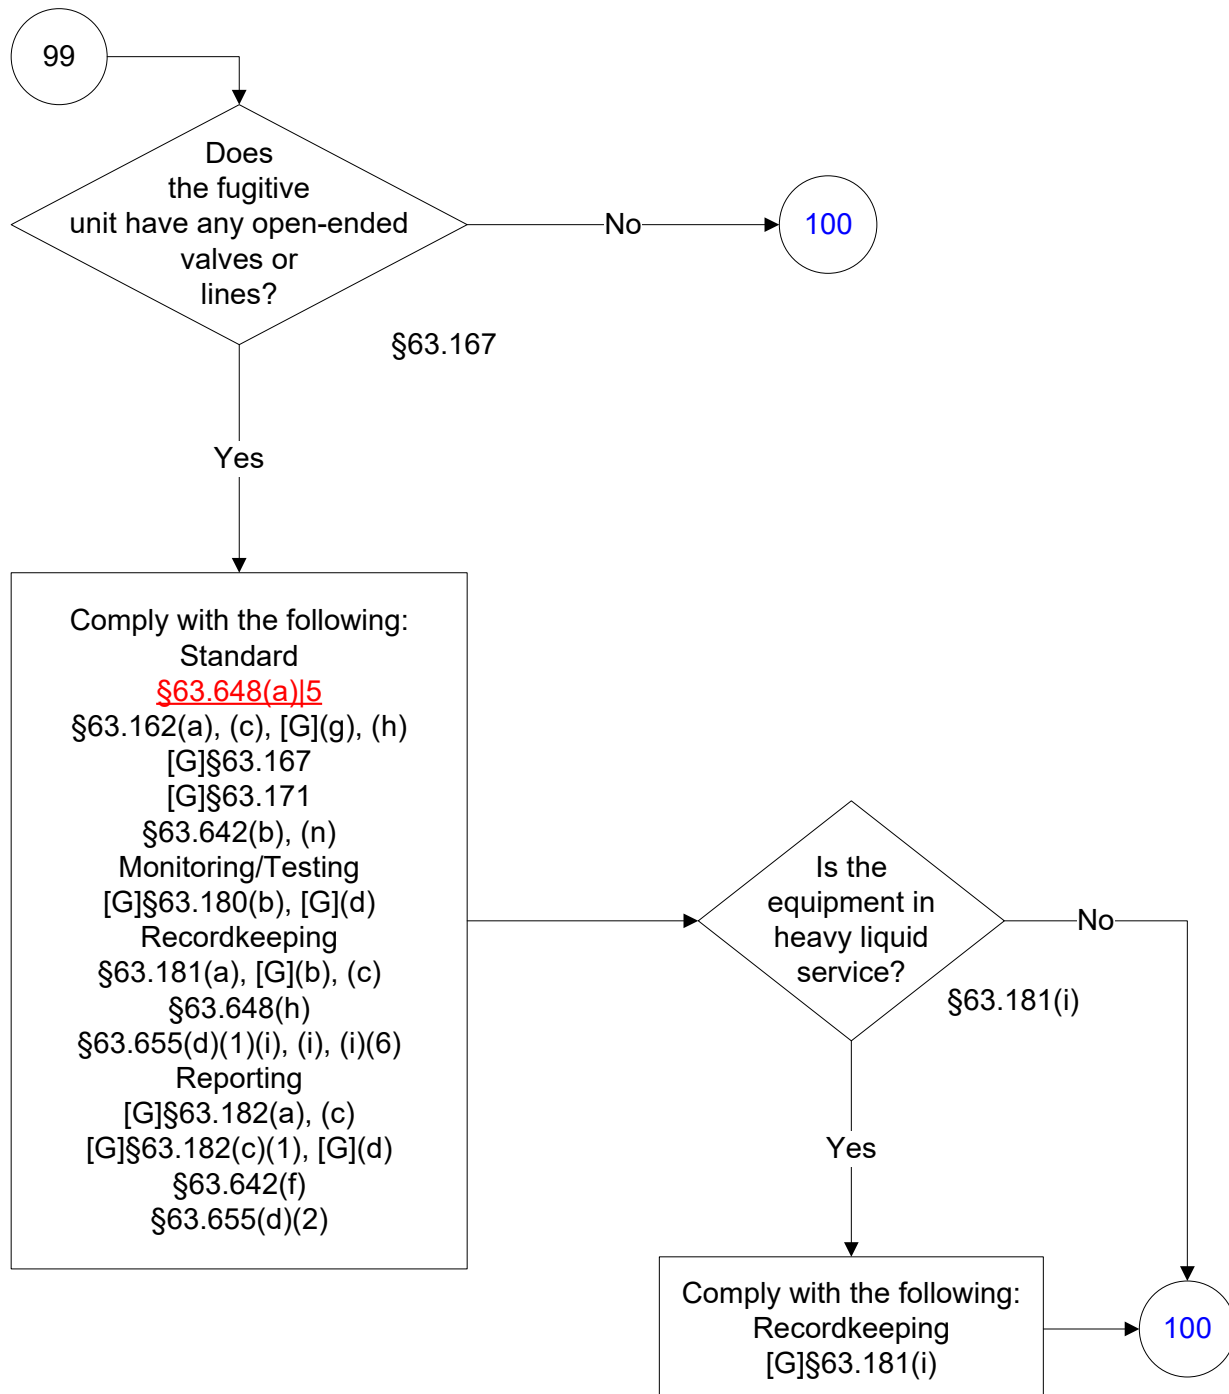 99
Does
the fugitive
unit have any open-ended
valves or
lines?
No
100
§63.167
Yes
Comply with the following:
Standard
§63.648(a)|5
§63.162(a), (c), [G](g), (h)
[G]§63.167
[G]§63.171
§63.642(b), (n)
Monitoring/Testing
[G]§63.180(b), [G](d)
Recordkeeping
§63.181(a), [G](b), (c)
§63.648(h)
§63.655(d)(1)(i), (i), (i)(6)
Reporting
[G]§63.182(a), (c)
[G]§63.182(c)(1), [G](d)
§63.642(f)
§63.655(d)(2)
Is the
equipment in
heavy liquid
service?
No
§63.181(i)
Yes
Comply with the following:
Recordkeeping
[G]§63.181(i)
100